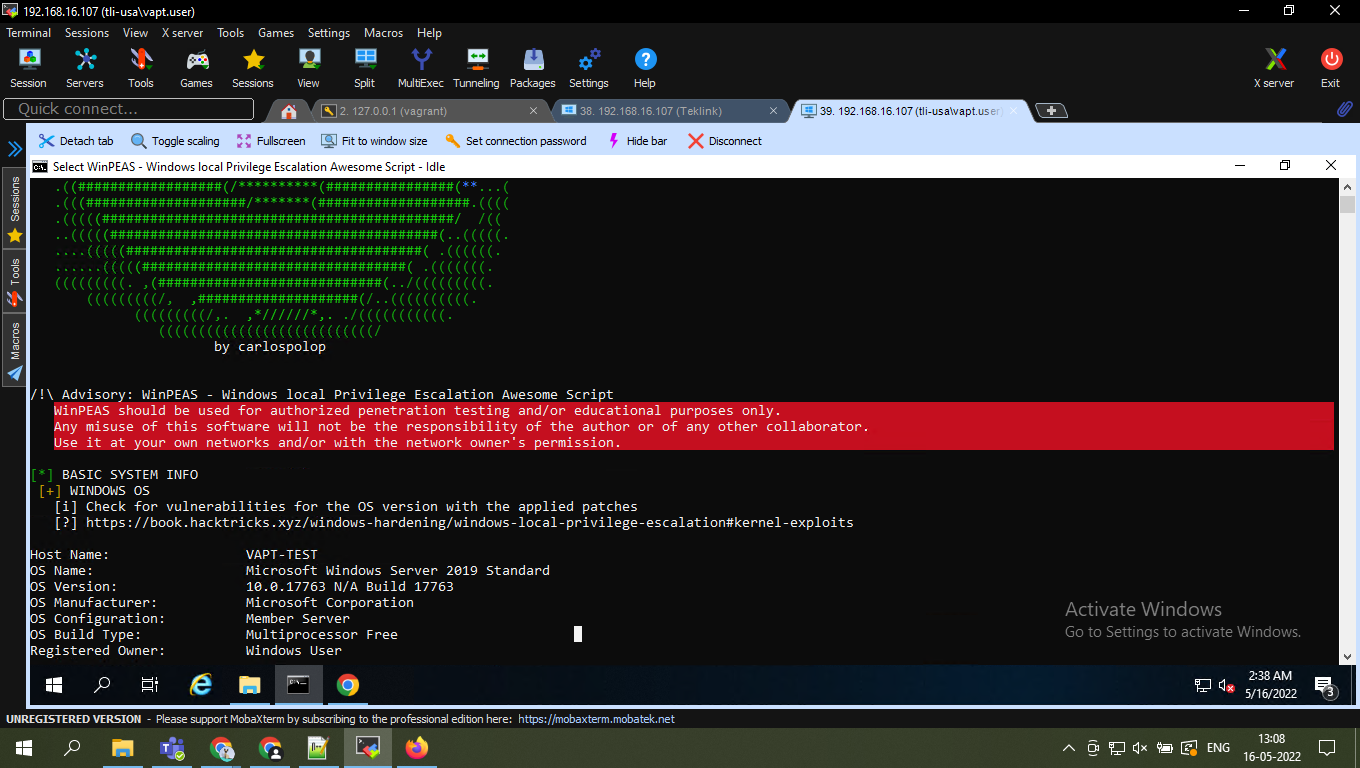 192.168.16.107 (tli-usa\vapt.user)
Terminal Sessions View X server Tools Games Settings Macros Help
Session Servers Tools Games Sessions View Split MultiExec Tunneling Packages Settings Help X server Exit
Quick connect...
2. 127.0.0.1 (vagrant)
38. 192.168.16.107 (Teklink)
39. 192.168.16.107 (tli-usa\vapt.user)
Detach tab Toggle scaling Fullscreen Fit to window size Set connection password Hide bar Disconnect
Sessions
Tools
Macros
Select WinPEAS - Windows local Privilege Escalation Awesome Script - Idle
by carlospolop
/!\ Advisory: WinPEAS - Windows local Privilege Escalation Awesome Script
WinPEAS should be used for authorized penetration testing and/or educational purposes only.
Any misuse of this software will not be the responsibility of the author or of any other collaborator.
Use it at your own networks and/or with the network owner's permission.
[*] BASIC SYSTEM INFO
[+] WINDOWS OS
[i] Check for vulnerabilities for the OS version with the applied patches
[?] https://book.hacktricks.xyz/windows-hardening/windows-local-privilege-escalation#kernel-exploits
Host Name: VAPT-TEST
OS Name: Microsoft Windows Server 2019 Standard
OS Version: 10.0.17763 N/A Build 17763
OS Manufacturer: Microsoft Corporation
OS Configuration: Member Server
OS Build Type: Multiprocessor Free
Registered Owner: Windows User
Activate Windows
Go to Settings to activate Windows.
2:38 AM
5/16/2022
3
UNREGISTERED VERSION - Please support MobaXterm by subscribing to the professional edition here: https://mobaxterm.mobatek.net
ENG
13:08
16-05-2022